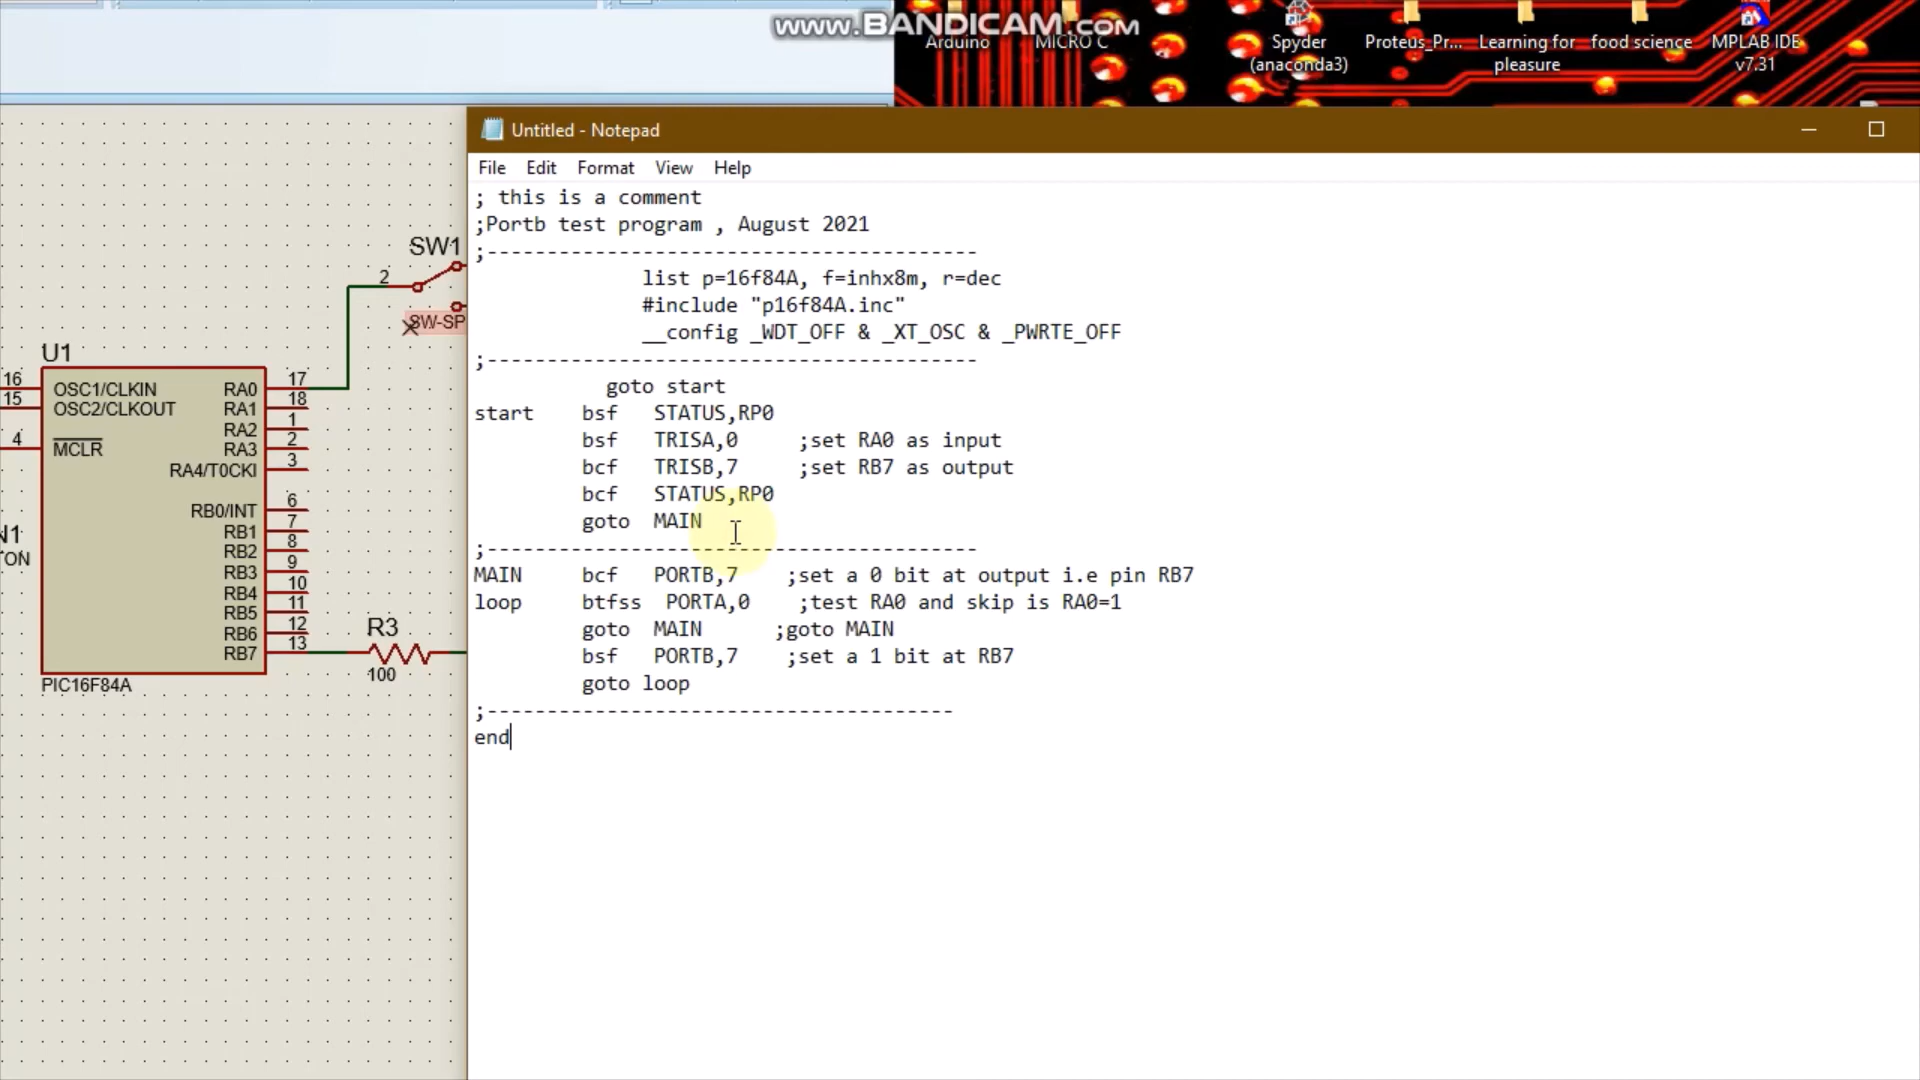 www.BANDICAM.com
Arduino
MICRO C
Spyder
(anaconda3)
Proteus_Pr...
Learning for
pleasure
food science
MPLAB IDE
v7.31
Untitled - Notepad
File Edit Format View Help
; this is a comment
;Portb test program , August 2021
;-----------------------------------------
list p=16f84A, f=inhx8m, r=dec
#include "p16f84A.inc"
__config _WDT_OFF & _XT_OSC & _PWRTE_OFF
;-----------------------------------------
goto start
start bsf STATUS,RP0
bsf TRISA,0 ;set RA0 as input
bcf TRISB,7 ;set RB7 as output
bcf STATUS,RP0
goto MAIN
;-----------------------------------------
MAIN bcf PORTB,7 ;set a 0 bit at output i.e pin RB7
loop btfss PORTA,0 ;test RA0 and skip is RA0=1
goto MAIN ;goto MAIN
bsf PORTB,7 ;set a 1 bit at RB7
goto loop
;---------------------------------------
end
SW1
2
SW-SP
U1
16 OSC1/CLKIN RA0 17
15 OSC2/CLKOUT RA1 18
RA2 1
4 MCLR RA3 2
RA4/T0CKI 3
RB0/INT 6
RB1 7
RB2 8
RB3 9
RB4 10
RB5 11
RB6 12
RB7 13
PIC16F84A
N1
ON
R3
100